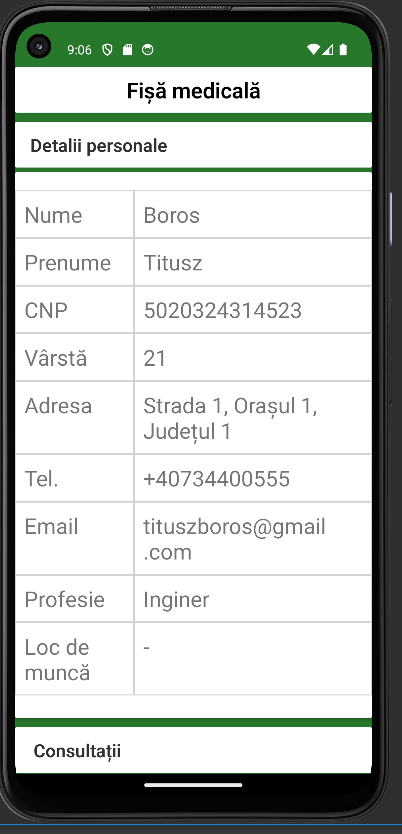 9:06
Fișă medicală
Detalii personale
Nume Boros
Prenume Titusz
CNP 5020324314523
Vârstă 21
Adresa Strada 1, Orașul 1,
Județul 1
Tel. +40734400555
Email tituszboros@gmail
.com
Profesie Inginer
Loc de -
muncă
Consultații